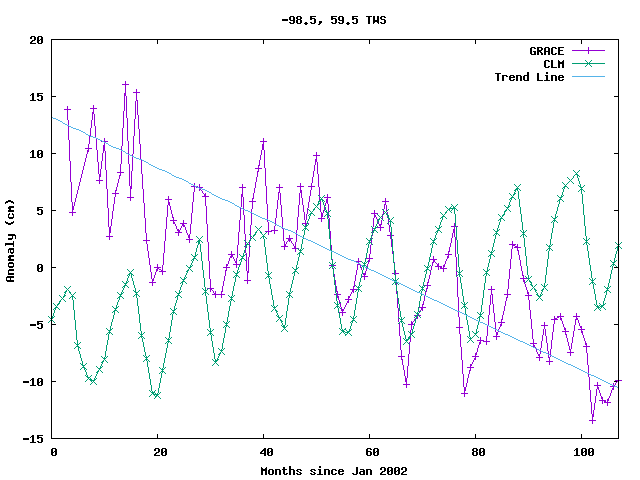 -98.5, 59.5 TWS
GRACE
CLM
Trend Line
20
15
10
5
0
-5
-10
-15
Anomaly (cm)
0 20 40 60 80 100
Months since Jan 2002